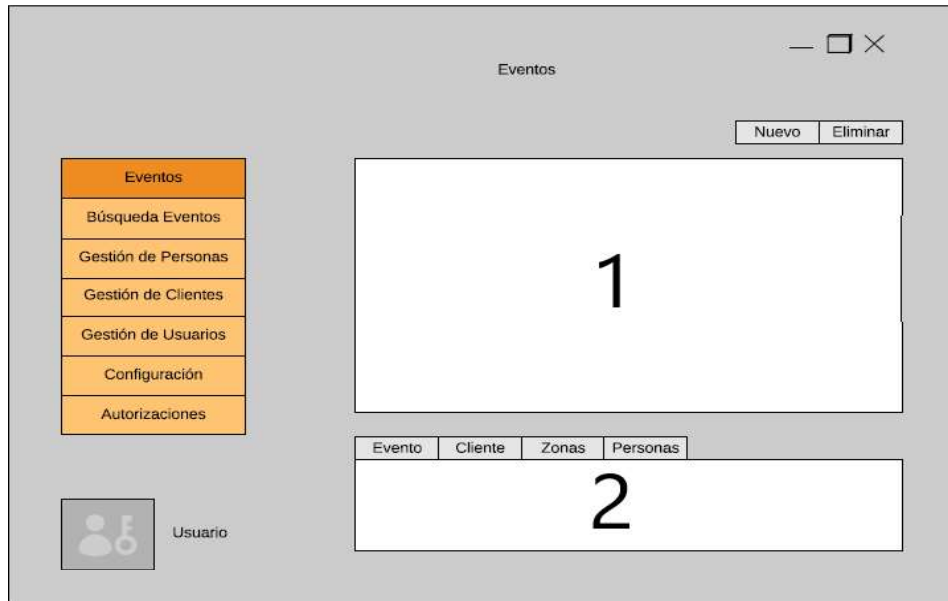 Eventos
Nuevo Eliminar
Eventos
Búsqueda Eventos
Gestión de Personas
Gestión de Clientes
Gestión de Usuarios
Configuración
Autorizaciones
1
Evento Cliente Zonas Personas
2
Usuario